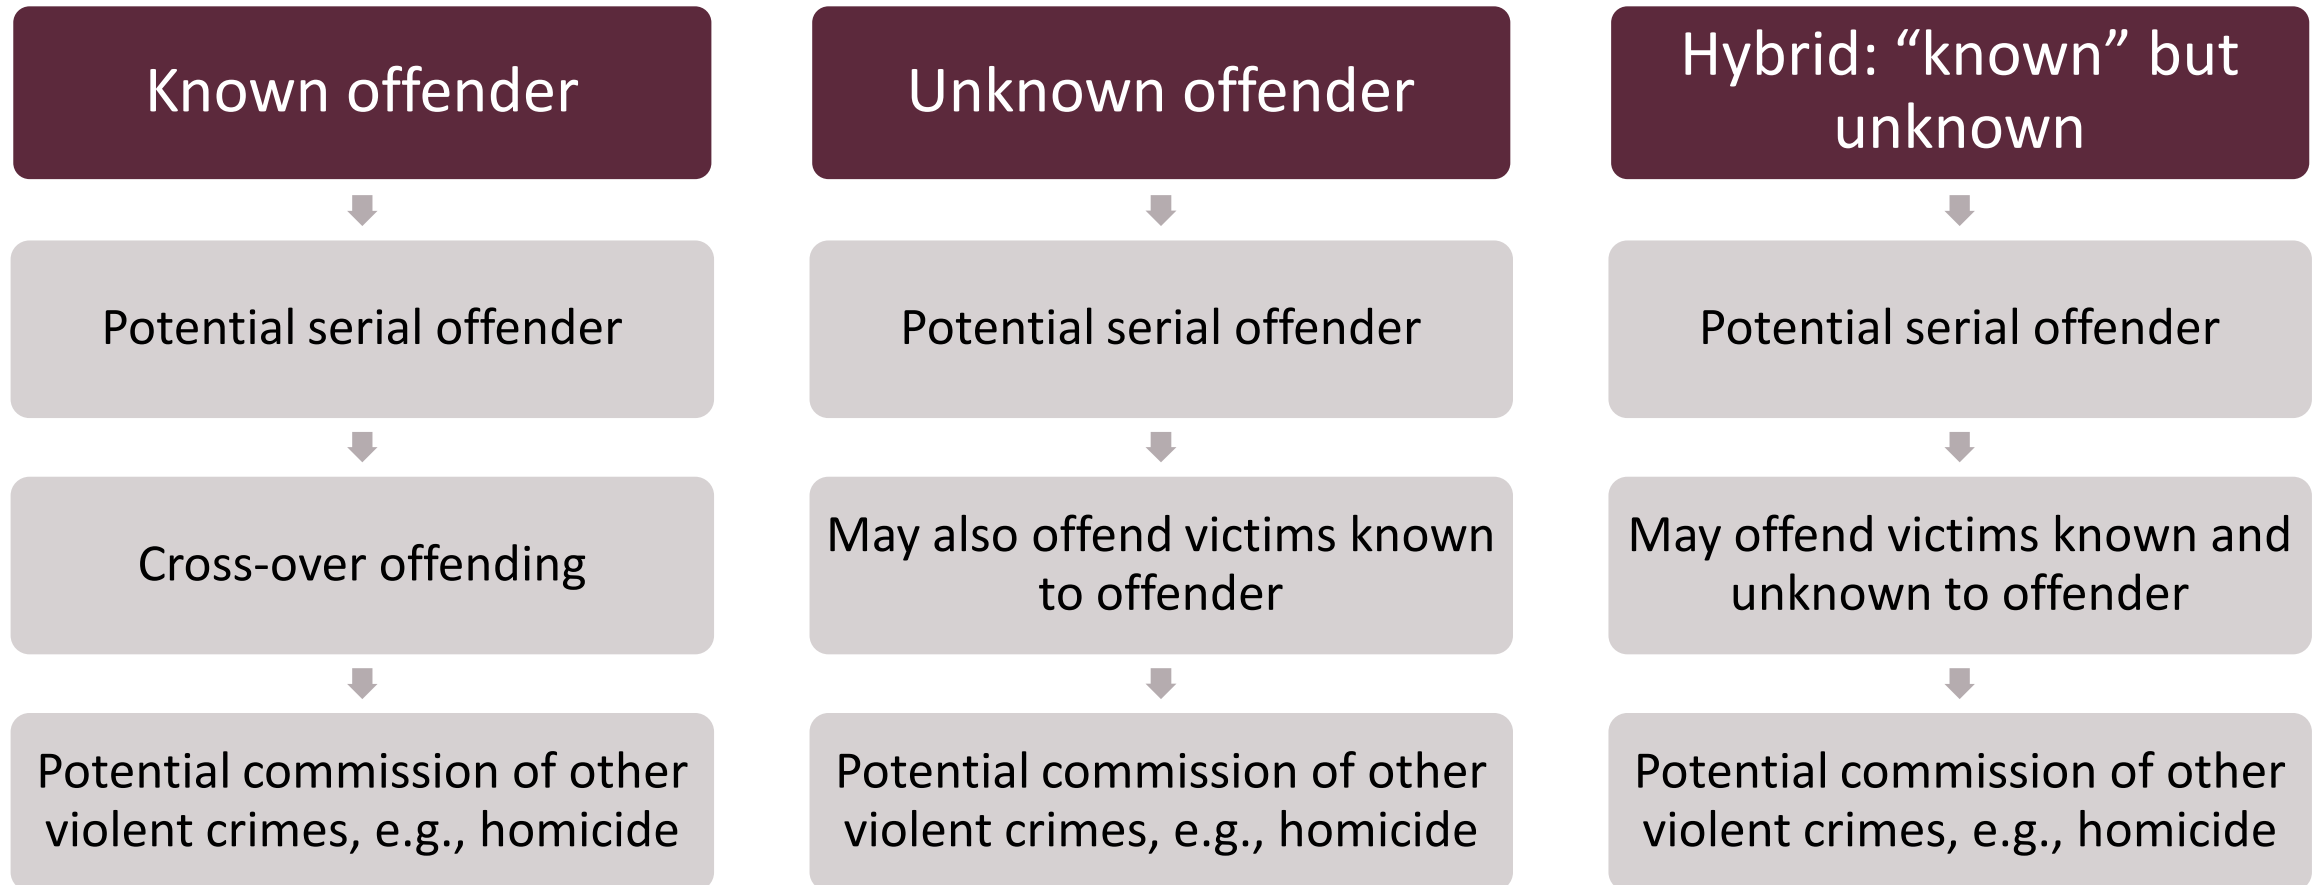 Known offender
Potential serial offender
Cross-over offending
Potential commission of other
violent crimes, e.g., homicide
Unknown offender
Potential serial offender
May also offend victims known
to offender
Potential commission of other
violent crimes, e.g., homicide
Hybrid: “known” but
unknown
Potential serial offender
May offend victims known and
unknown to offender
Potential commission of other
violent crimes, e.g., homicide